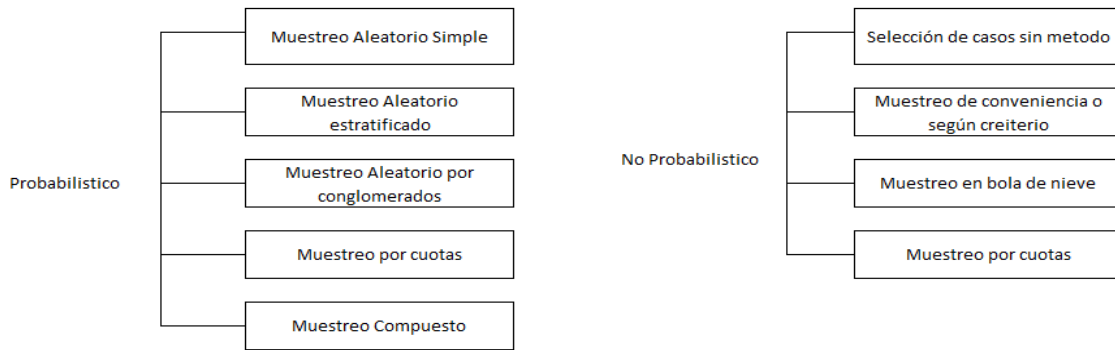 Probabilistico
Muestreo Aleatorio Simple
Muestreo Aleatorio
estratificado
Muestreo Aleatorio por
conglomerados
Muestreo por cuotas
Muestreo Compuesto
No Probabilistico
Selección de casos sin metodo
Muestreo de conveniencia o
según creiterio
Muestreo en bola de nieve
Muestreo por cuotas